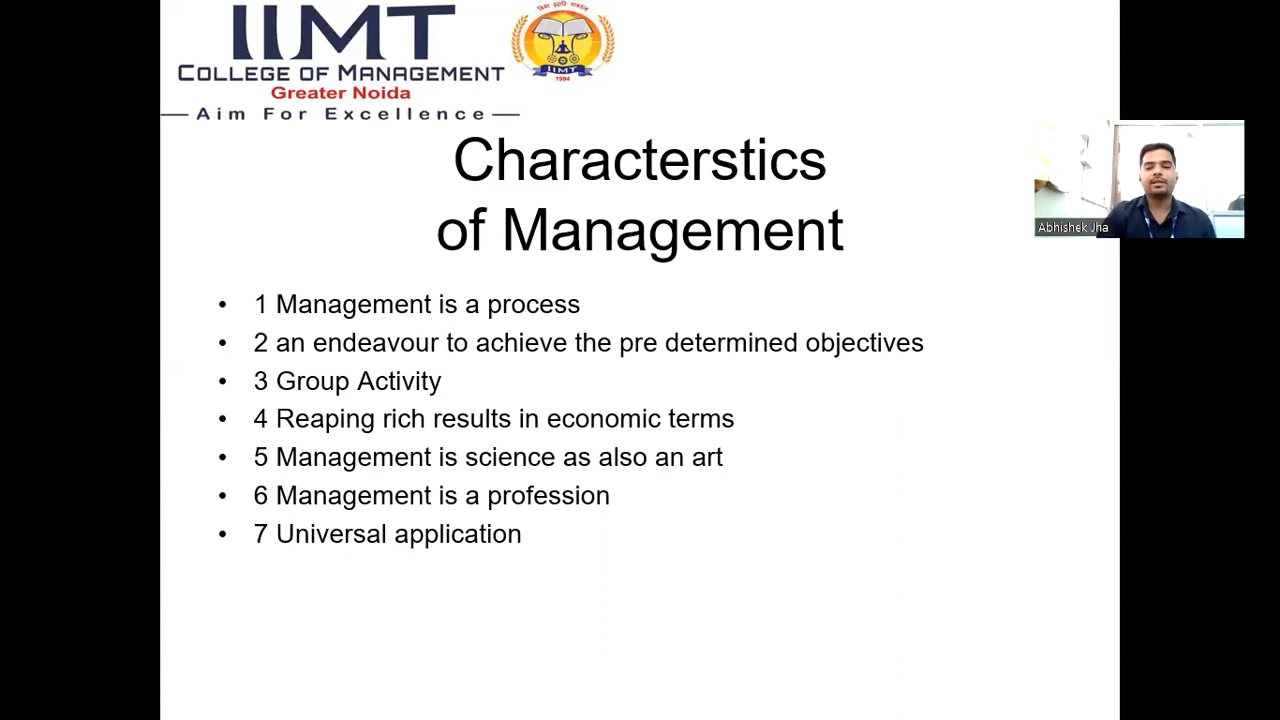 IIMT
COLLEGE OF MANAGEMENT
Greater Noida
Aim For Excellence
IIMT
1994
Characterstics
of Management
Abhishek Jha
• 1 Management is a process
• 2 an endeavour to achieve the pre determined objectives
• 3 Group Activity
• 4 Reaping rich results in economic terms
• 5 Management is science as also an art
• 6 Management is a profession
• 7 Universal application